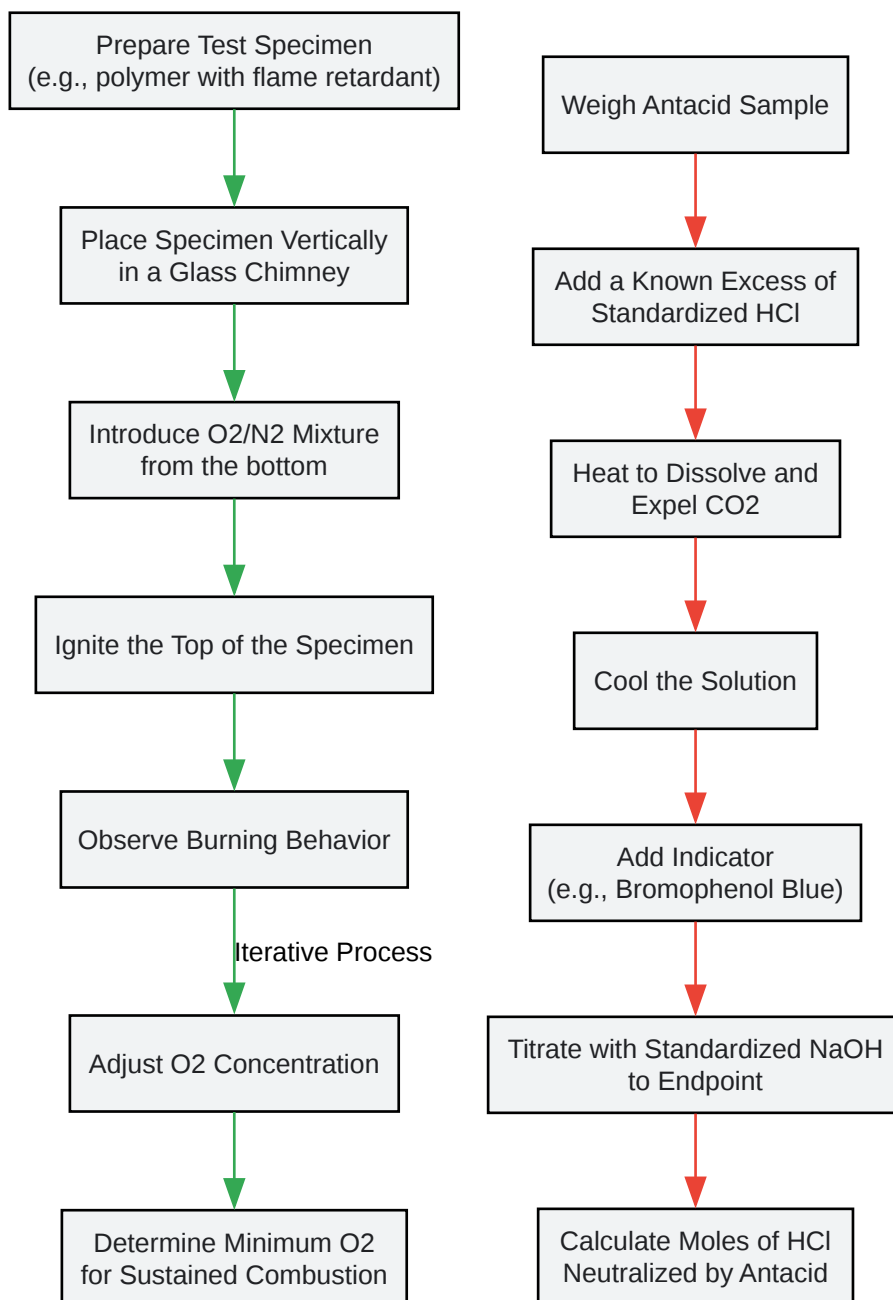 Prepare Test Specimen
(e.g., polymer with flame retardant)
Place Specimen Vertically
in a Glass Chimney
Introduce O2/N2 Mixture
from the bottom
Ignite the Top of the Specimen
Observe Burning Behavior
Iterative Process
Adjust O2 Concentration
Determine Minimum O2
for Sustained Combustion
Weigh Antacid Sample
Add a Known Excess of
Standardized HCl
Heat to Dissolve and
Expel CO2
Cool the Solution
Add Indicator
(e.g., Bromophenol Blue)
Titrate with Standardized NaOH
to Endpoint
Calculate Moles of HCl
Neutralized by Antacid